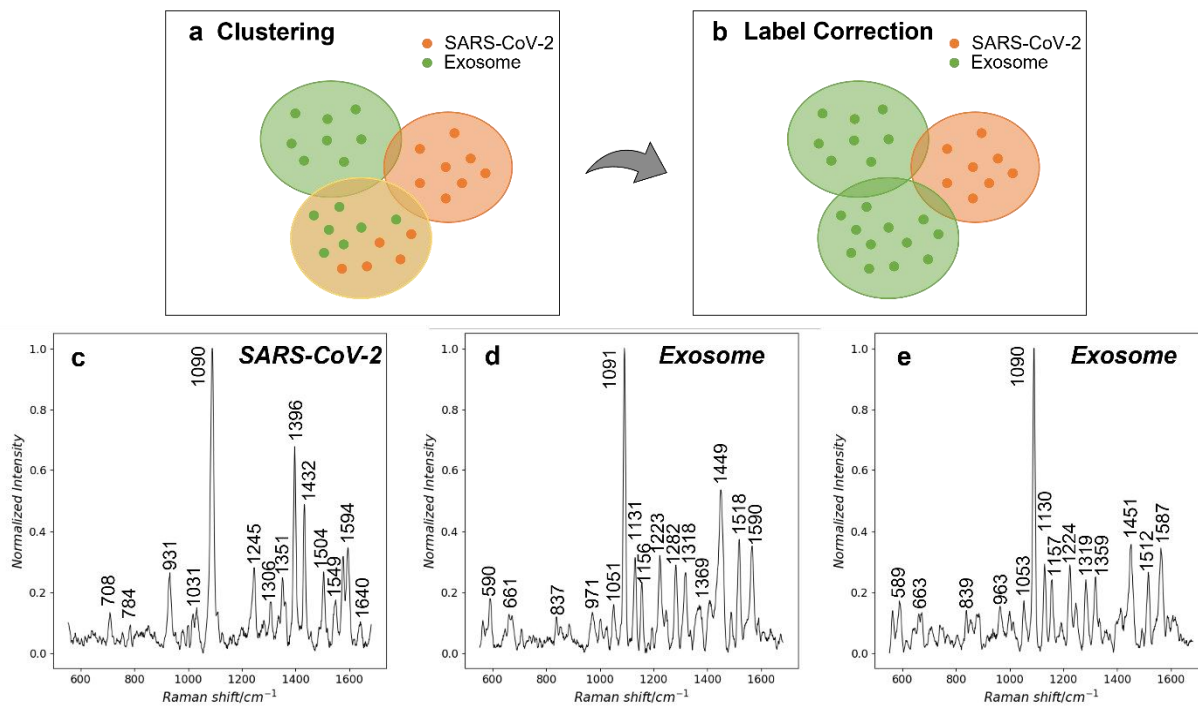 a Clustering
SARS-CoV-2
Exosome
b Label Correction
SARS-CoV-2
Exosome
c
SARS-CoV-2
1090
1396
1432
1594
1504
1245
1351
931
1306
1549
1031
708
784
1640
1.0
0.8
0.6
0.4
0.2
0.0
Normalized Intensity
600 800 1000 1200 1400 1600
Raman shift/cm⁻¹
d
Exosome
1091
1449
1518
1590
1131
1223
1282
1318
1156
1369
590
661
837
971
1051
1.0
0.8
0.6
0.4
0.2
0.0
Normalized Intensity
600 800 1000 1200 1400 1600
Raman shift/cm⁻¹
e
Exosome
1090
1451
1587
1130
1157
1224
1319
1359
1512
1053
589
663
839
963
1.0
0.8
0.6
0.4
0.2
0.0
Normalized Intensity
600 800 1000 1200 1400 1600
Raman shift/cm⁻¹